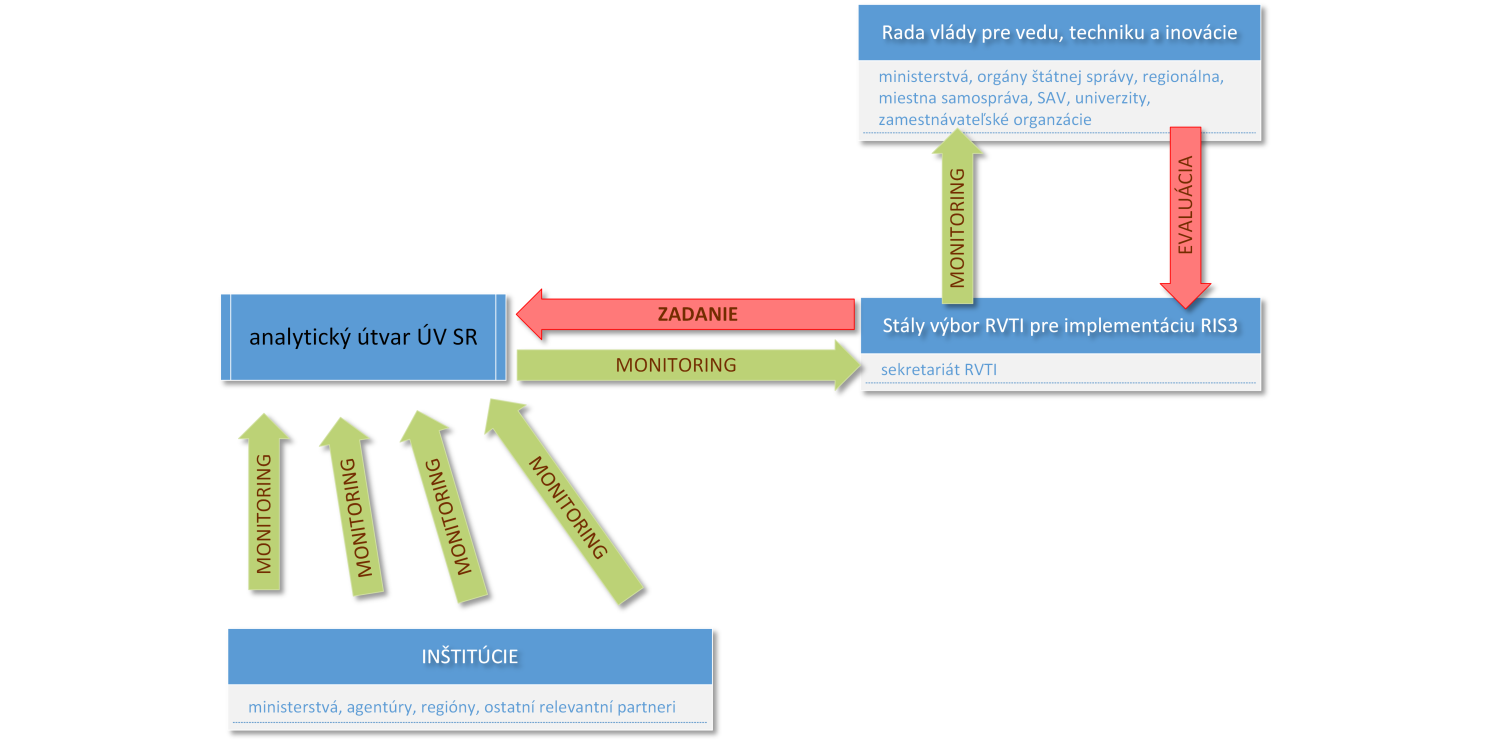 Rada vlády pre vedu, techniku a inovácie
ministerstvá, orgány štátnej správy, regionálna,
miestna samospráva, SAV, univerzity,
zamestnávateľské organzácie
MONITORING
EVALUÁCIA
ZADANIE
analytický útvar ÚV SR
MONITORING
Stály výbor RVTI pre implementáciu RIS3
sekretariát RVTI
MONITORING
MONITORING
MONITORING
MONITORING
INŠTITÚCIE
ministerstvá, agentúry, regióny, ostatní relevantní partneri